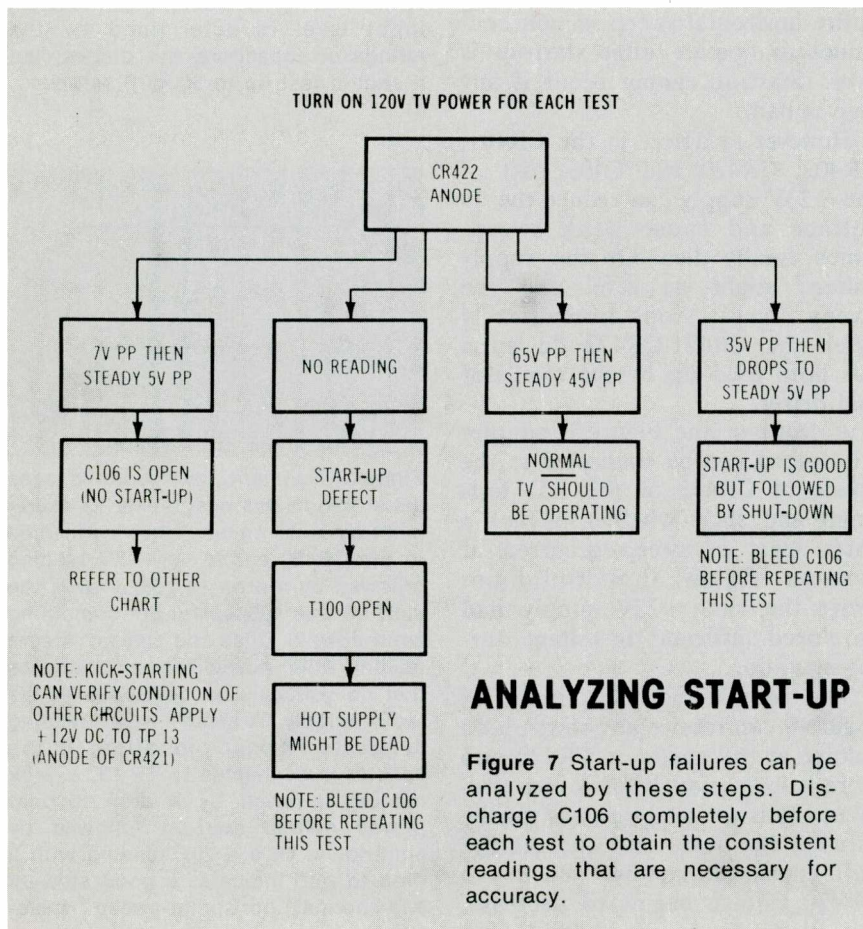 TURN ON 120V TV POWER FOR EACH TEST
CR422
ANODE
7V PP THEN
STEADY 5V PP
C106 IS OPEN
(NO START-UP)
REFER TO OTHER
CHART
NOTE: KICK-STARTING
CAN VERIFY CONDITION OF
OTHER CIRCUITS. APPLY
+ 12V DC TO TP 13
(ANODE OF CR421)
NO READING
START-UP
DEFECT
T100 OPEN
HOT SUPPLY
MIGHT BE DEAD
NOTE: BLEED C106
BEFORE REPEATING
THIS TEST
65V PP THEN
STEADY 45V PP
NORMAL
TV SHOULD
BE OPERATING
35V PP THEN
DROPS TO
STEADY 5V PP
START-UP IS GOOD
BUT FOLLOWED
BY SHUT-DOWN
NOTE: BLEED C106
BEFORE REPEATING
THIS TEST
ANALYZING START-UP
Figure 7 Start-up failures can be
analyzed by these steps. Dis-
charge C106 completely before
each test to obtain the consistent
readings that are necessary for
accuracy.